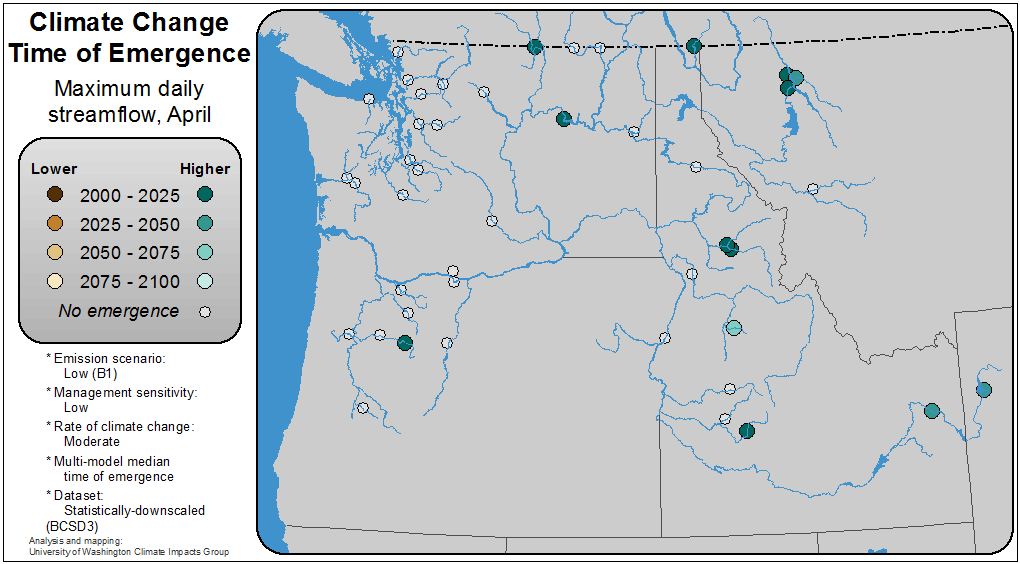 Climate Change
Time of Emergence
Maximum daily
streamflow, April
Lower Higher
2000 - 2025
2025 - 2050
2050 - 2075
2075 - 2100
No emergence
* Emission scenario:
Low (B1)
* Management sensitivity:
Low
* Rate of climate change:
Moderate
* Multi-model median
time of emergence
* Dataset:
Statistically-downscaled
(BCSD3)
Analysis and mapping:
University of Washington Climate Impacts Group